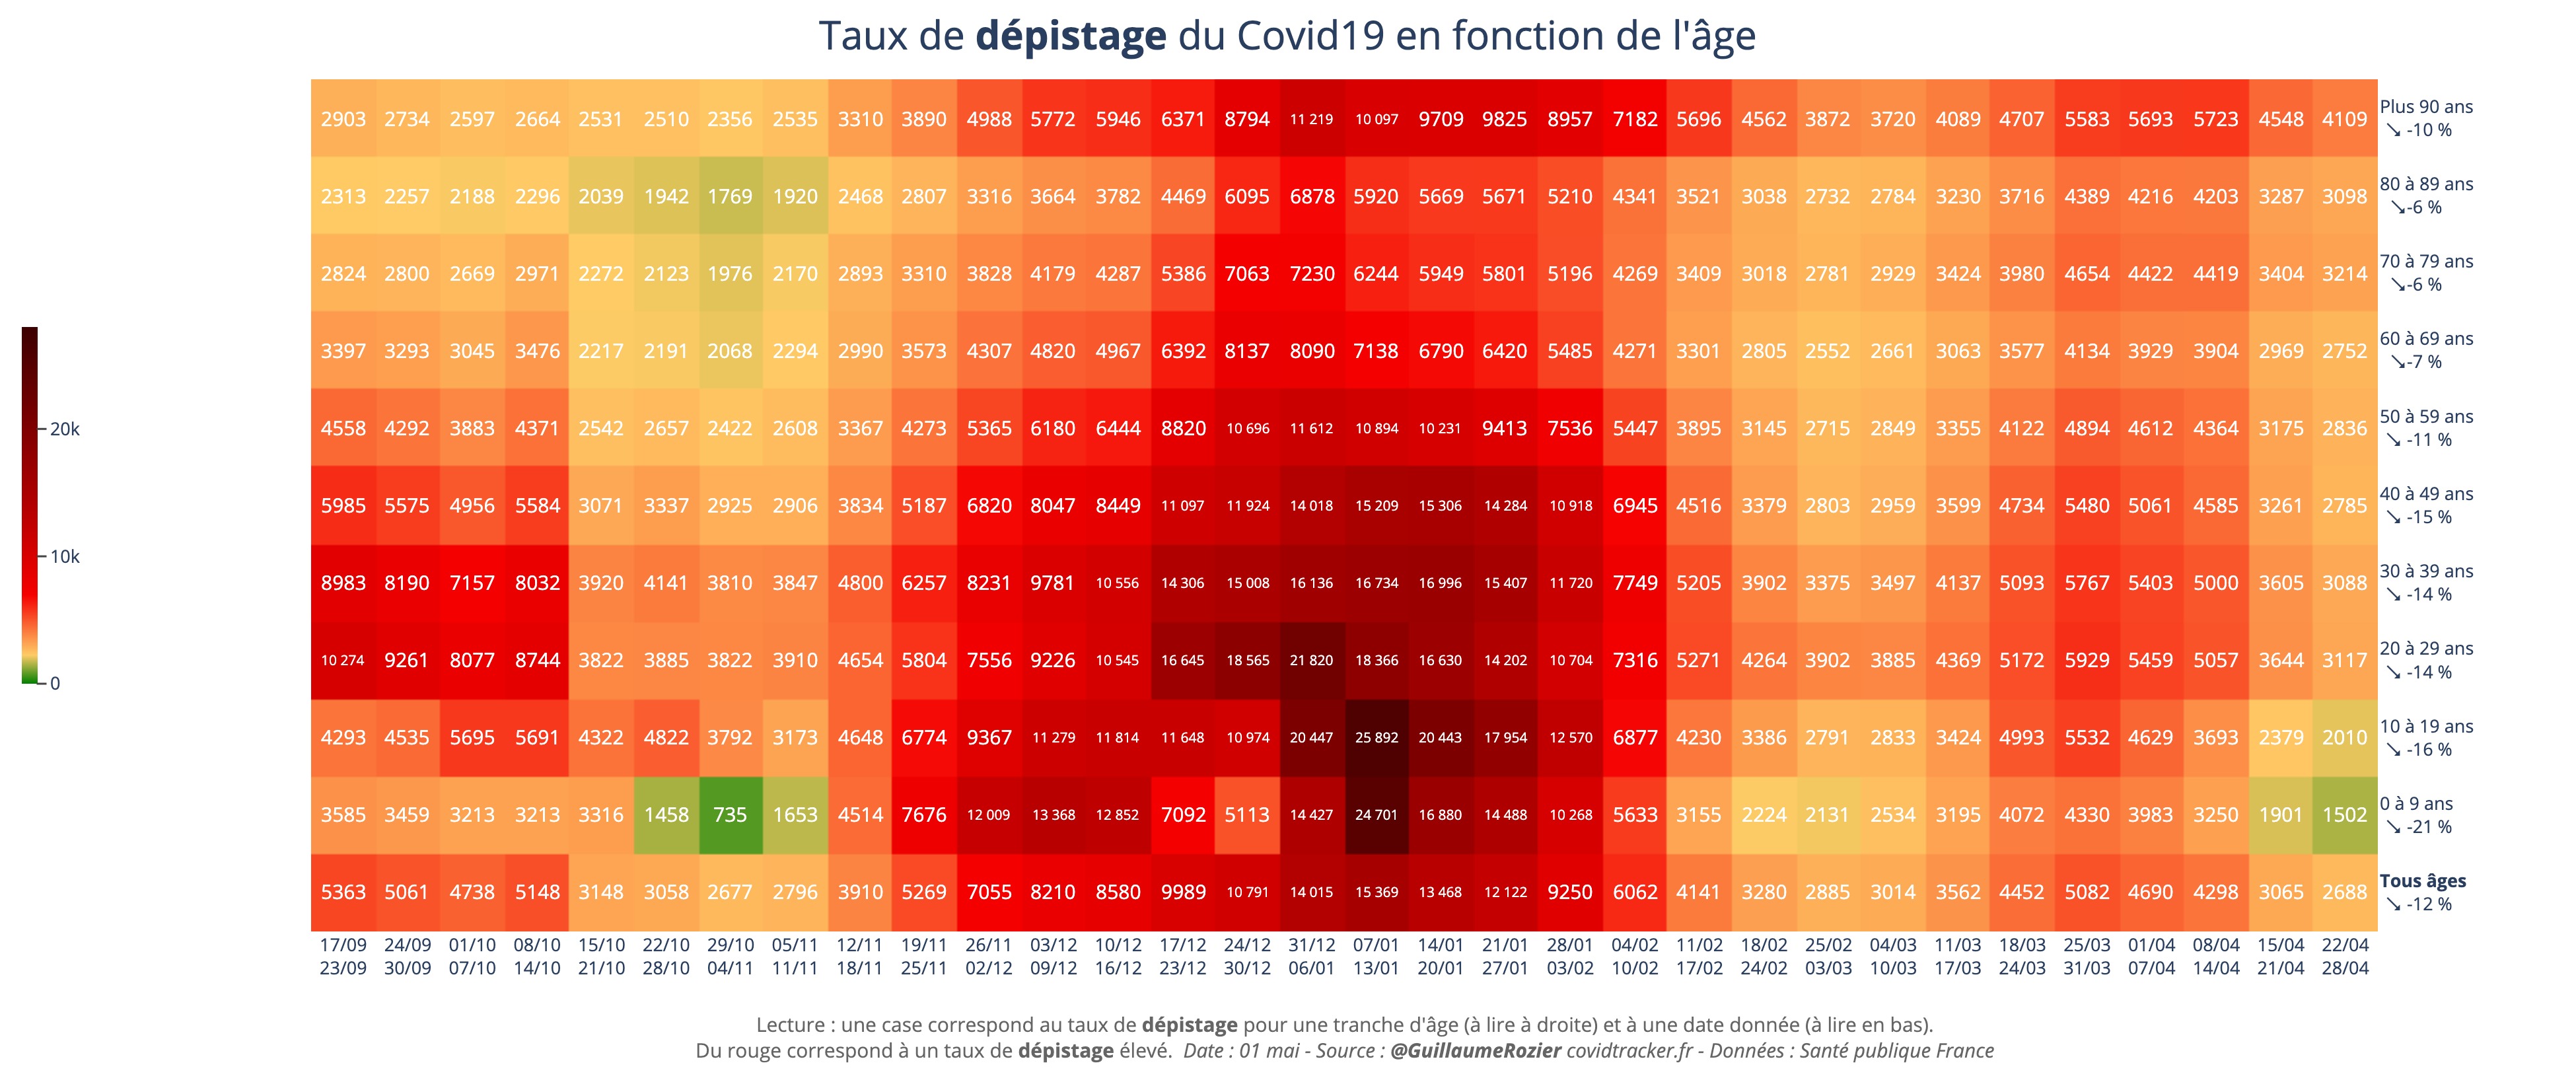 Taux de dépistage du Covid19 en fonction de l'âge
2903 2734 2597 2664 2531 2510 2356 2535 3310 3890 4988 5772 5946 6371 8794 11 219 10 097 9709 9825 8957 7182 5696 4562 3872 3720 4089 4707 5583 5693 5723 4548 4109 Plus 90 ans
↘ -10 %
2313 2257 2188 2296 2039 1942 1769 1920 2468 2807 3316 3664 3782 4469 6095 6878 5920 5669 5671 5210 4341 3521 3038 2732 2784 3230 3716 4389 4216 4203 3287 3098 80 à 89 ans
↘-6 %
2824 2800 2669 2971 2272 2123 1976 2170 2893 3310 3828 4179 4287 5386 7063 7230 6244 5949 5801 5196 4269 3409 3018 2781 2929 3424 3980 4654 4422 4419 3404 3214 70 à 79 ans
↘-6 %
3397 3293 3045 3476 2217 2191 2068 2294 2990 3573 4307 4820 4967 6392 8137 8090 7138 6790 6420 5485 4271 3301 2805 2552 2661 3063 3577 4134 3929 3904 2969 2752 60 à 69 ans
↘-7 %
20k
4558 4292 3883 4371 2542 2657 2422 2608 3367 4273 5365 6180 6444 8820 10 696 11 612 10 894 10 231 9413 7536 5447 3895 3145 2715 2849 3355 4122 4894 4612 4364 3175 2836 50 à 59 ans
↘ -11 %
5985 5575 4956 5584 3071 3337 2925 2906 3834 5187 6820 8047 8449 11 097 11 924 14 018 15 209 15 306 14 284 10 918 6945 4516 3379 2803 2959 3599 4734 5480 5061 4585 3261 2785 40 à 49 ans
↘ -15 %
10k
8983 8190 7157 8032 3920 4141 3810 3847 4800 6257 8231 9781 10 556 14 306 15 008 16 136 16 734 16 996 15 407 11 720 7749 5205 3902 3375 3497 4137 5093 5767 5403 5000 3605 3088 30 à 39 ans
↘ -14 %
0
10 274 9261 8077 8744 3822 3885 3822 3910 4654 5804 7556 9226 10 545 16 645 18 565 21 820 18 366 16 630 14 202 10 704 7316 5271 4264 3902 3885 4369 5172 5929 5459 5057 3644 3117 20 à 29 ans
↘ -14 %
4293 4535 5695 5691 4322 4822 3792 3173 4648 6774 9367 11 279 11 814 11 648 10 974 20 447 25 892 20 443 17 954 12 570 6877 4230 3386 2791 2833 3424 4993 5532 4629 3693 2379 2010 10 à 19 ans
↘ -16 %
3585 3459 3213 3213 3316 1458 735 1653 4514 7676 12 009 13 368 12 852 7092 5113 14 427 24 701 16 880 14 488 10 268 5633 3155 2224 2131 2534 3195 4072 4330 3983 3250 1901 1502 0 à 9 ans
↘ -21 %
5363 5061 4738 5148 3148 3058 2677 2796 3910 5269 7055 8210 8580 9989 10 791 14 015 15 369 13 468 12 122 9250 6062 4141 3280 2885 3014 3562 4452 5082 4690 4298 3065 2688 Tous âges
↘ -12 %
17/09 24/09 01/10 08/10 15/10 22/10 29/10 05/11 12/11 19/11 26/11 03/12 10/12 17/12 24/12 31/12 07/01 14/01 21/01 28/01 04/02 11/02 18/02 25/02 04/03 11/03 18/03 25/03 01/04 08/04 15/04 22/04
23/09 30/09 07/10 14/10 21/10 28/10 04/11 11/11 18/11 25/11 02/12 09/12 16/12 23/12 30/12 06/01 13/01 20/01 27/01 03/02 10/02 17/02 24/02 03/03 10/03 17/03 24/03 31/03 07/04 14/04 21/04 28/04
Lecture : une case correspond au taux de dépistage pour une tranche d'âge (à lire à droite) et à une date donnée (à lire en bas).
Du rouge correspond à un taux de dépistage élevé. Date : 01 mai - Source : @GuillaumeRozier covidtracker.fr - Données : Santé publique France